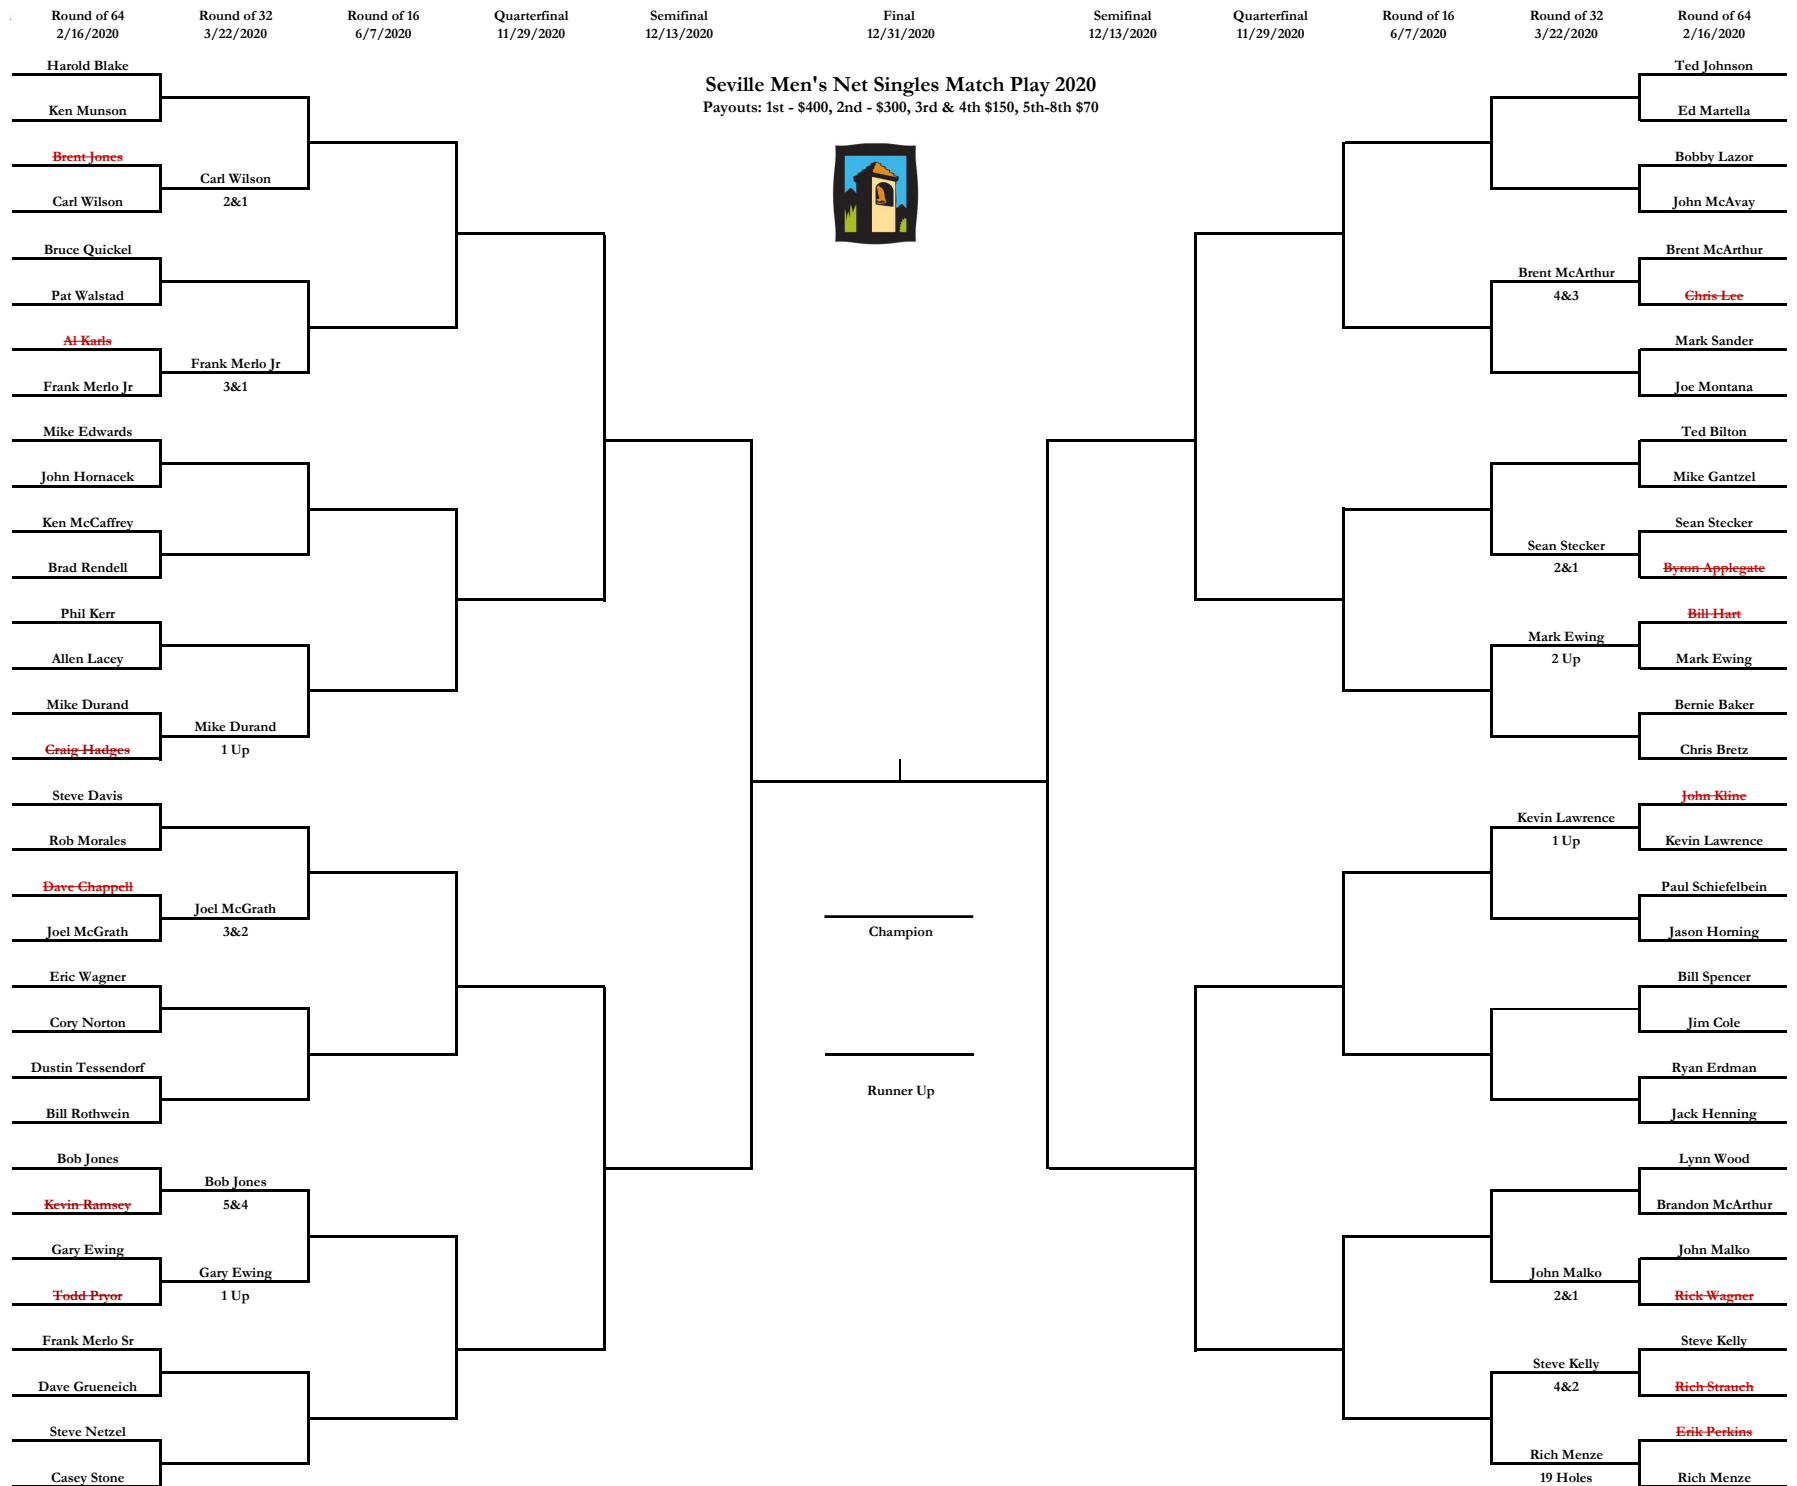 Round of 64 Round of 32 Round of 16 Quarterfinal Semifinal Final Semifinal Quarterfinal Round of 16 Round of 32 Round of 64
2/16/2020 3/22/2020 6/7/2020 11/29/2020 12/13/2020 12/31/2020 12/13/2020 11/29/2020 6/7/2020 3/22/2020 2/16/2020
Seville Men's Net Singles Match Play 2020
Payouts: 1st - $400, 2nd - $300, 3rd & 4th $150, 5th-8th $70
Harold Blake
Ken Munson
Brent Jones
Carl Wilson
Carl Wilson
2&1
Bruce Quickel
Pat Walstad
Al Karls
Frank Merlo Jr
Frank Merlo Jr
3&1
Mike Edwards
John Hornacek
Ken McCaffrey
Brad Rendell
Phil Kerr
Allen Lacey
Mike Durand
Craig Hadges
Mike Durand
1 Up
Steve Davis
Rob Morales
Dave Chappell
Joel McGrath
Joel McGrath
3&2
Eric Wagner
Cory Norton
Dustin Tessendorf
Bill Rothwein
Bob Jones
Kevin Ramsey
Bob Jones
5&4
Gary Ewing
Todd Pryor
Gary Ewing
1 Up
Frank Merlo Sr
Dave Grueneich
Steve Netzel
Casey Stone
Champion
Runner Up
Ted Johnson
Ed Martella
Bobby Lazor
John McAvay
Brent McArthur
Chris Lee
Brent McArthur
4&3
Mark Sander
Joe Montana
Ted Bilton
Mike Gantzel
Sean Stecker
Byron Applegate
Sean Stecker
2&1
Bill Hart
Mark Ewing
Mark Ewing
2 Up
Bernie Baker
Chris Bretz
John Kline
Kevin Lawrence
Kevin Lawrence
1 Up
Paul Schiefelbein
Jason Horning
Bill Spencer
Jim Cole
Ryan Erdman
Jack Henning
Lynn Wood
Brandon McArthur
John Malko
Rick Wagner
John Malko
2&1
Steve Kelly
Rich Strauch
Steve Kelly
4&2
Erik Perkins
Rich Menze
Rich Menze
19 Holes